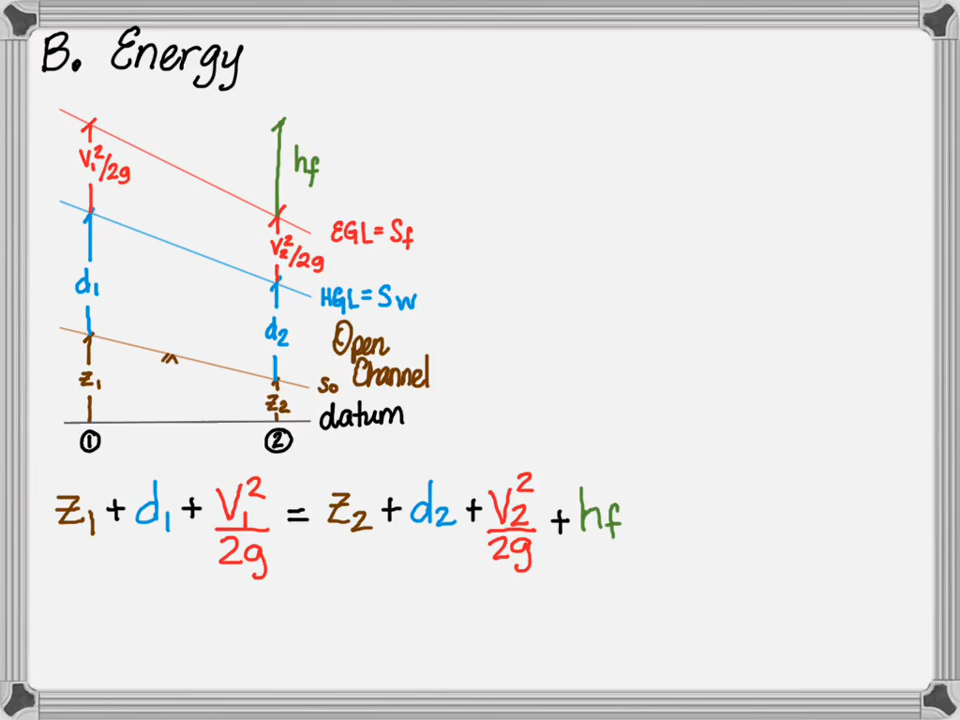 B. Energy
V₁²/2g
hf
EGL = Sf
V₂²/2g
d₁
HGL = Sw
d₂
Open
Channel
z₁
So
z₂
datum
①
②
z₁ + d₁ + V₁²/2g = z₂ + d₂ + V₂²/2g + hf